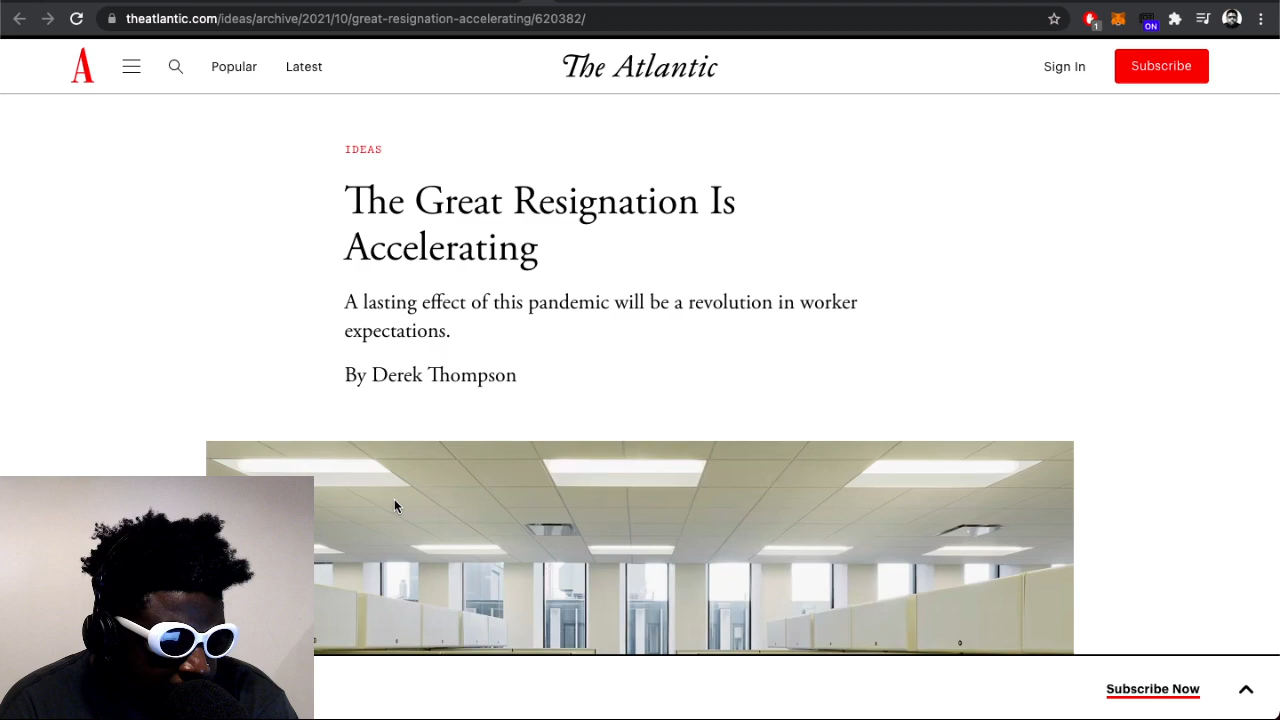 theatlantic.com/ideas/archive/2021/10/great-resignation-accelerating/620382/
1
ON
A
Popular
Latest
The Atlantic
Sign In
Subscribe
IDEAS
The Great Resignation Is
Accelerating
A lasting effect of this pandemic will be a revolution in worker
expectations.
By Derek Thompson
Subscribe Now